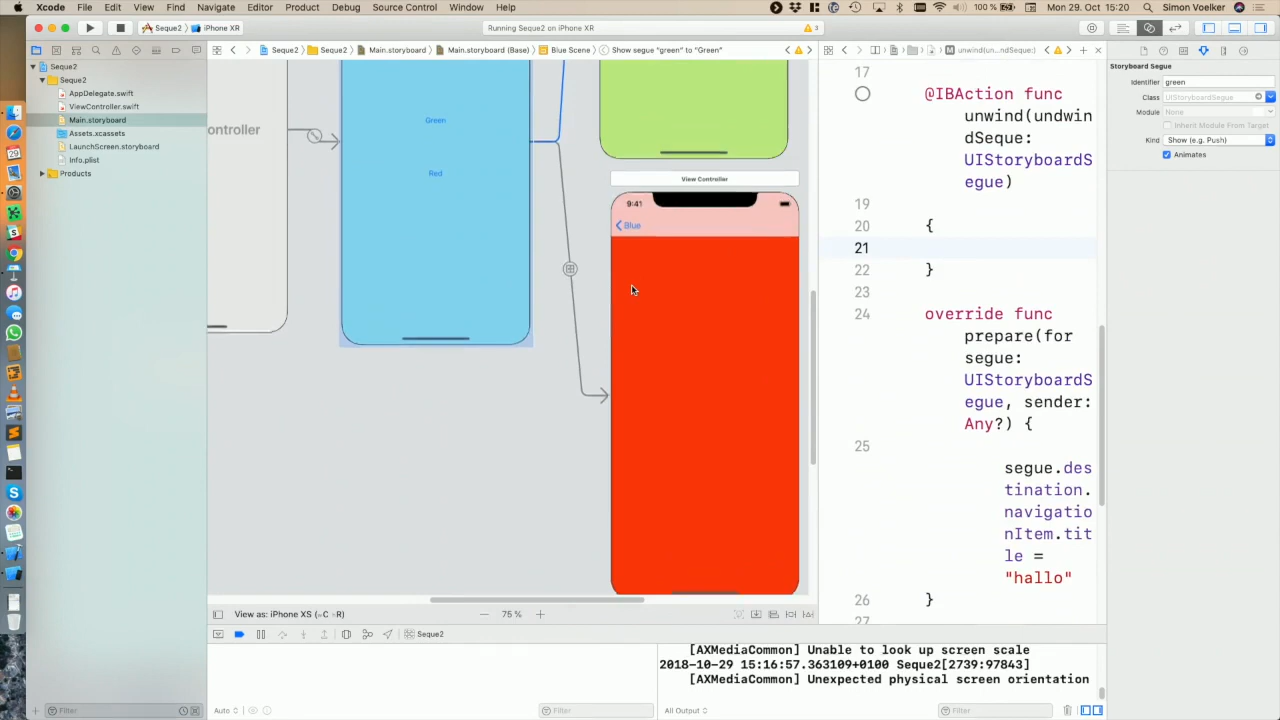 Xcode File Edit View Find Navigate Editor Product Debug Source Control Window Help 100 % Mon 29. Oct 15:20 Simon Voelker
Seque2 iPhone XR Running Seque2 on iPhone XR 3
Seque2 Seque2 Main.storyboard Main.storyboard (Base) Blue Scene Show segue "green" to "Green" unwind(un...dSeque:)
Seque2
Seque2
AppDelegate.swift
ViewController.swift
Main.storyboard
Assets.xcassets
LaunchScreen.storyboard
Info.plist
Products
ontroller
Green
Red
View Controller
9:41
Blue
17
@IBAction func
unwind(undwin
dSeque:
UIStoryboardS
egue)
19
20 {
21
22 }
23
24 override func
prepare(for
segue:
UIStoryboardS
egue, sender:
Any?) {
25
segue.des
tination.
navigatio
nItem.tit
le =
"hallo"
26 }
27
Storyboard Segue
Identifier green
Class UIStoryboardSegue
Module None
Inherit Module From Target
Kind Show (e.g. Push)
Animates
View as: iPhone XS (wC hR) 75 %
Seque2
[AXMediaCommon] Unable to look up screen scale
2018-10-29 15:16:57.363109+0100 Seque2[2739:97843]
[AXMediaCommon] Unexpected physical screen orientation
Filter Auto Filter All Output Filter